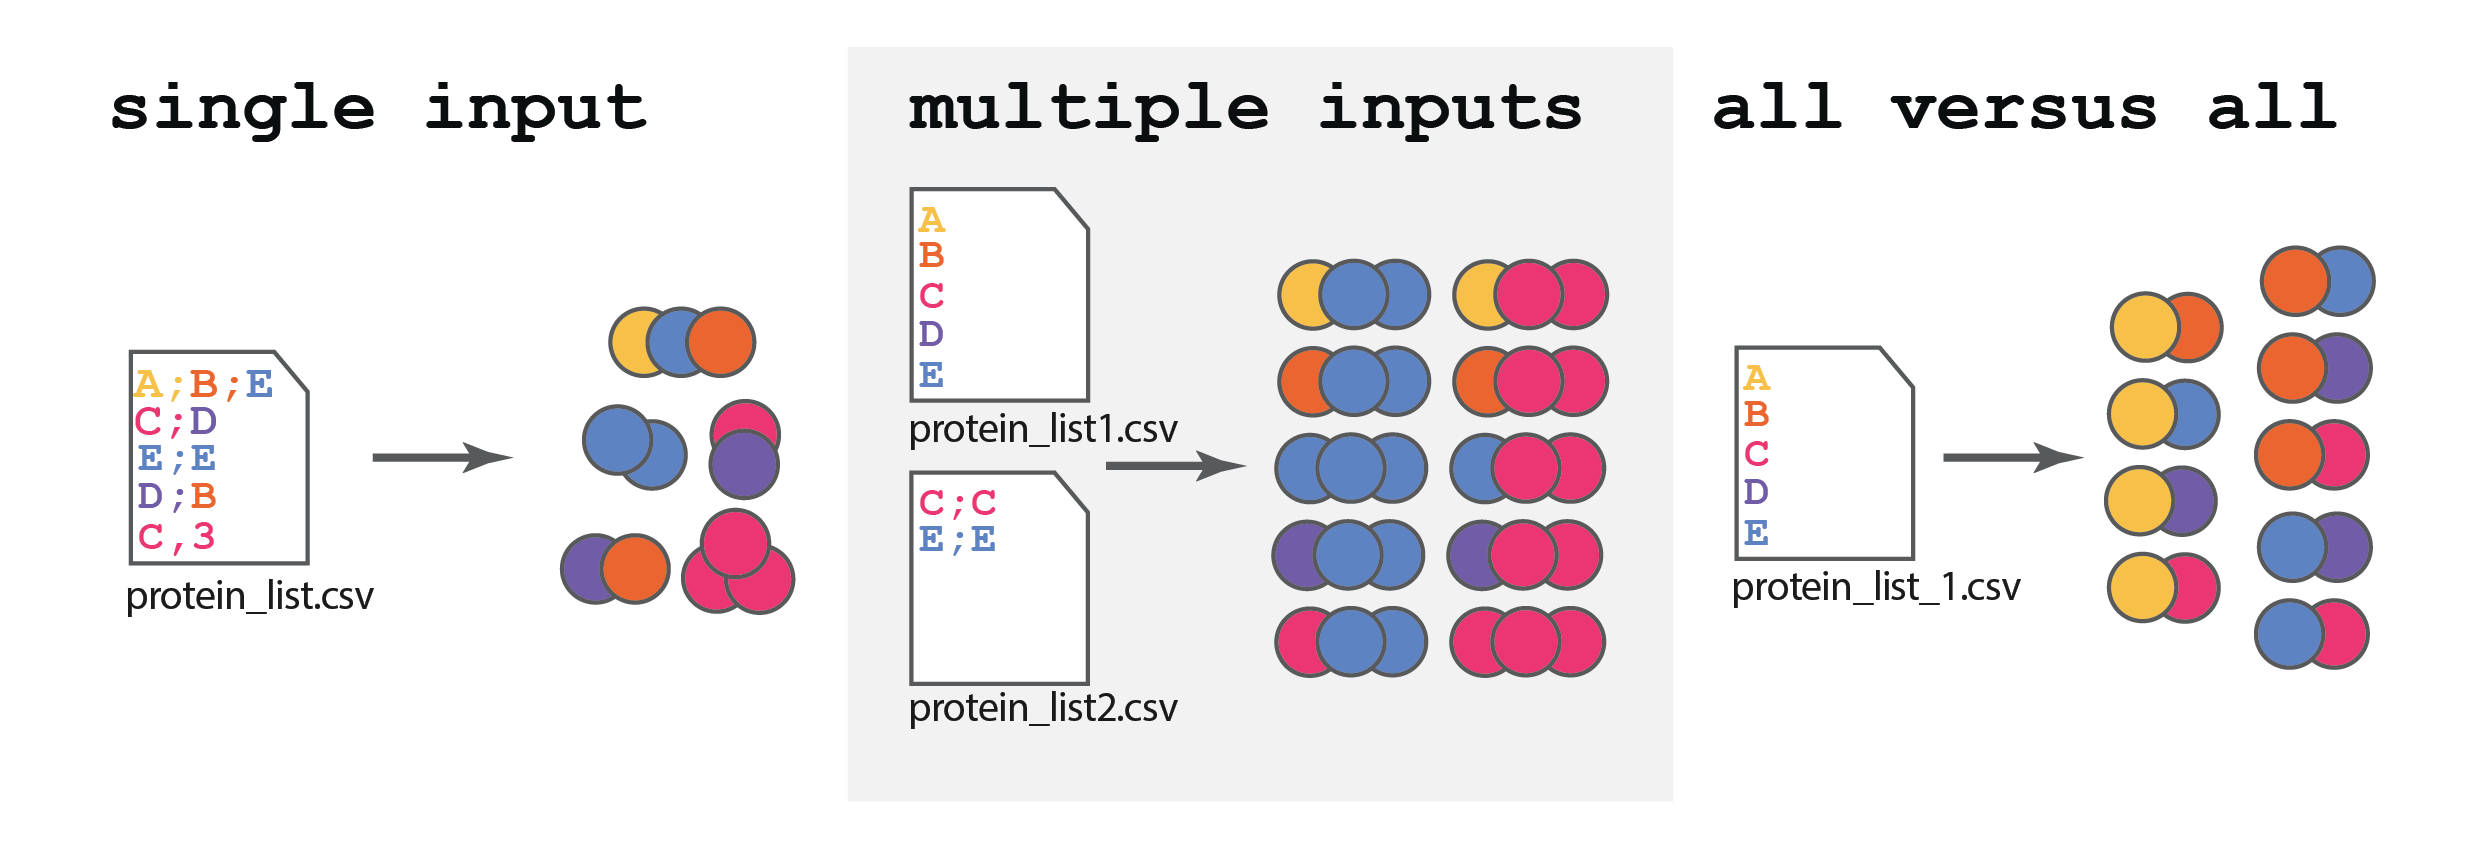 single input
A;B;E
C;D
E;E
D;B
C,3
protein_list.csv
multiple inputs
A
B
C
D
E
protein_list1.csv
C;C
E;E
protein_list2.csv
all versus all
A
B
C
D
E
protein_list_1.csv